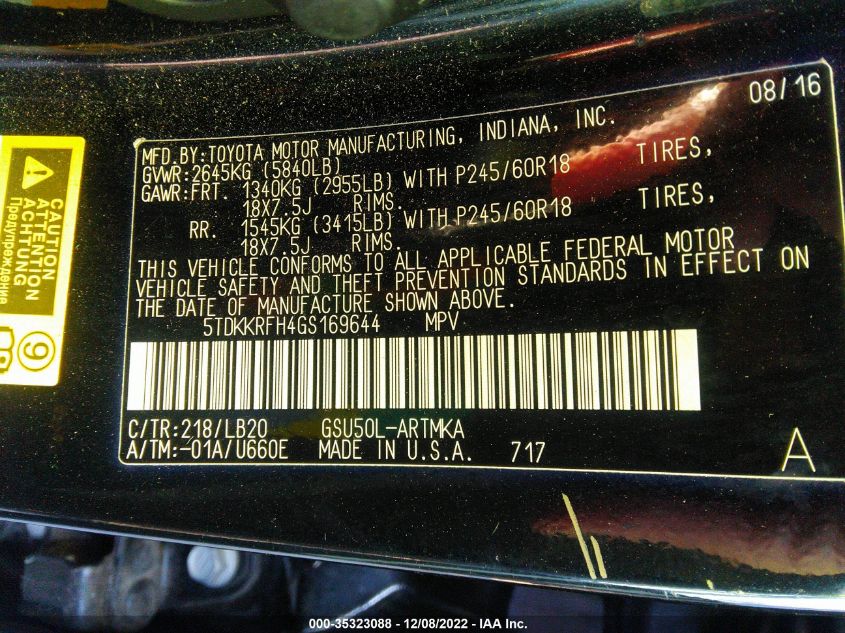 08/16
MFD.BY:TOYOTA MOTOR MANUFACTURING, INDIANA, INC.
GVWR:2645KG (5840LB)
GAWR:FRT. 1340KG (2955LB) WITH P245/60R18 TIRES,
18X7.5J RIMS.
RR. 1545KG (3415LB) WITH P245/60R18 TIRES,
18X7.5J RIMS.
THIS VEHICLE CONFORMS TO ALL APPLICABLE FEDERAL MOTOR
VEHICLE SAFETY AND THEFT PREVENTION STANDARDS IN EFFECT ON
THE DATE OF MANUFACTURE SHOWN ABOVE.
5TDKKRFH4GS169644 MPV
C/TR:218/LB20 GSU50L-ARTMKA
A/TM:-01A/U660E MADE IN U.S.A. 717 A
CAUTION
ATTENTION
ACHTUNG
Предупреждение
9
000-35323088 - 12/08/2022 - IAA Inc.